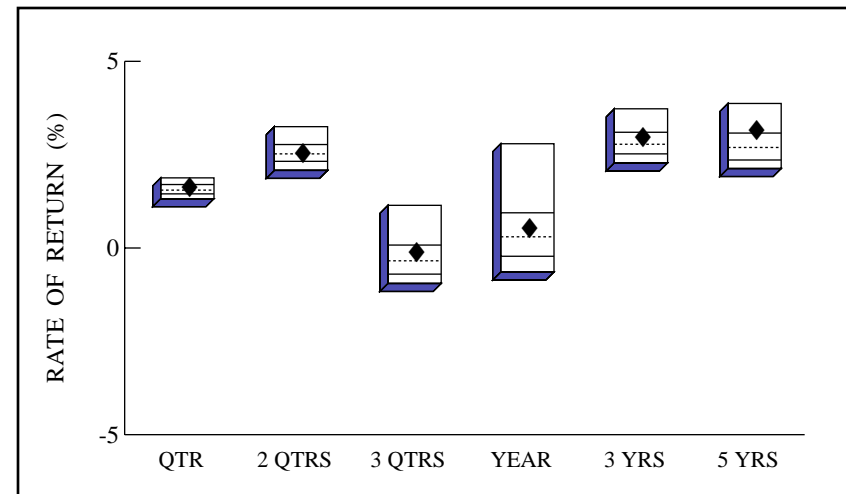 5
0
-5
RATE OF RETURN (%)
QTR
2 QTRS
3 QTRS
YEAR
3 YRS
5 YRS